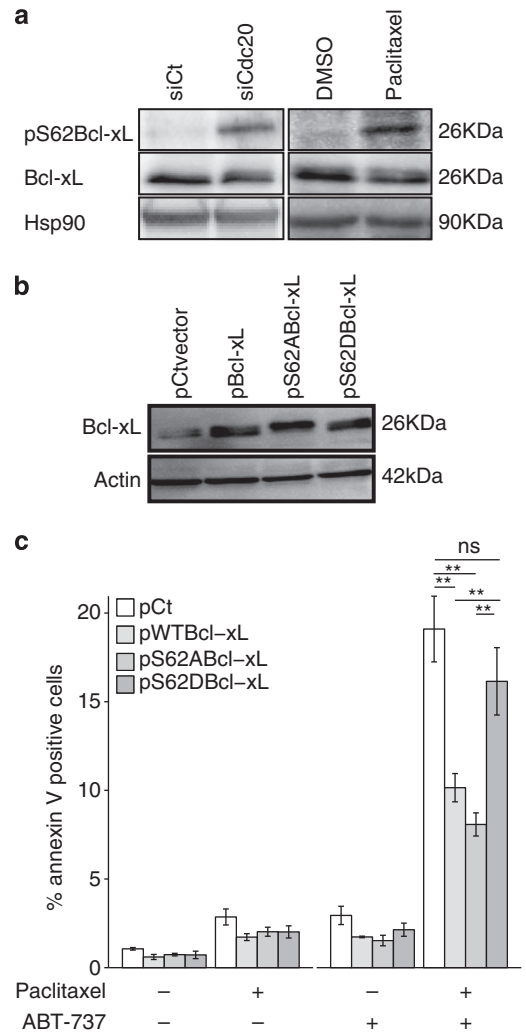 a
siCt siCdc20 DMSO Paclitaxel
pS62Bcl-xL 26KDa
Bcl-xL 26KDa
Hsp90 90KDa
b
pCtvector pBcl-xL pS62ABcl-xL pS62DBcl-xL
Bcl-xL 26KDa
Actin 42kDa
c
ns
**
**
**
**
% annexin V positive cells
20
15
10
5
0
pCt
pWTBcl–xL
pS62ABcl–xL
pS62DBcl–xL
Paclitaxel – + – +
ABT-737 – – + +